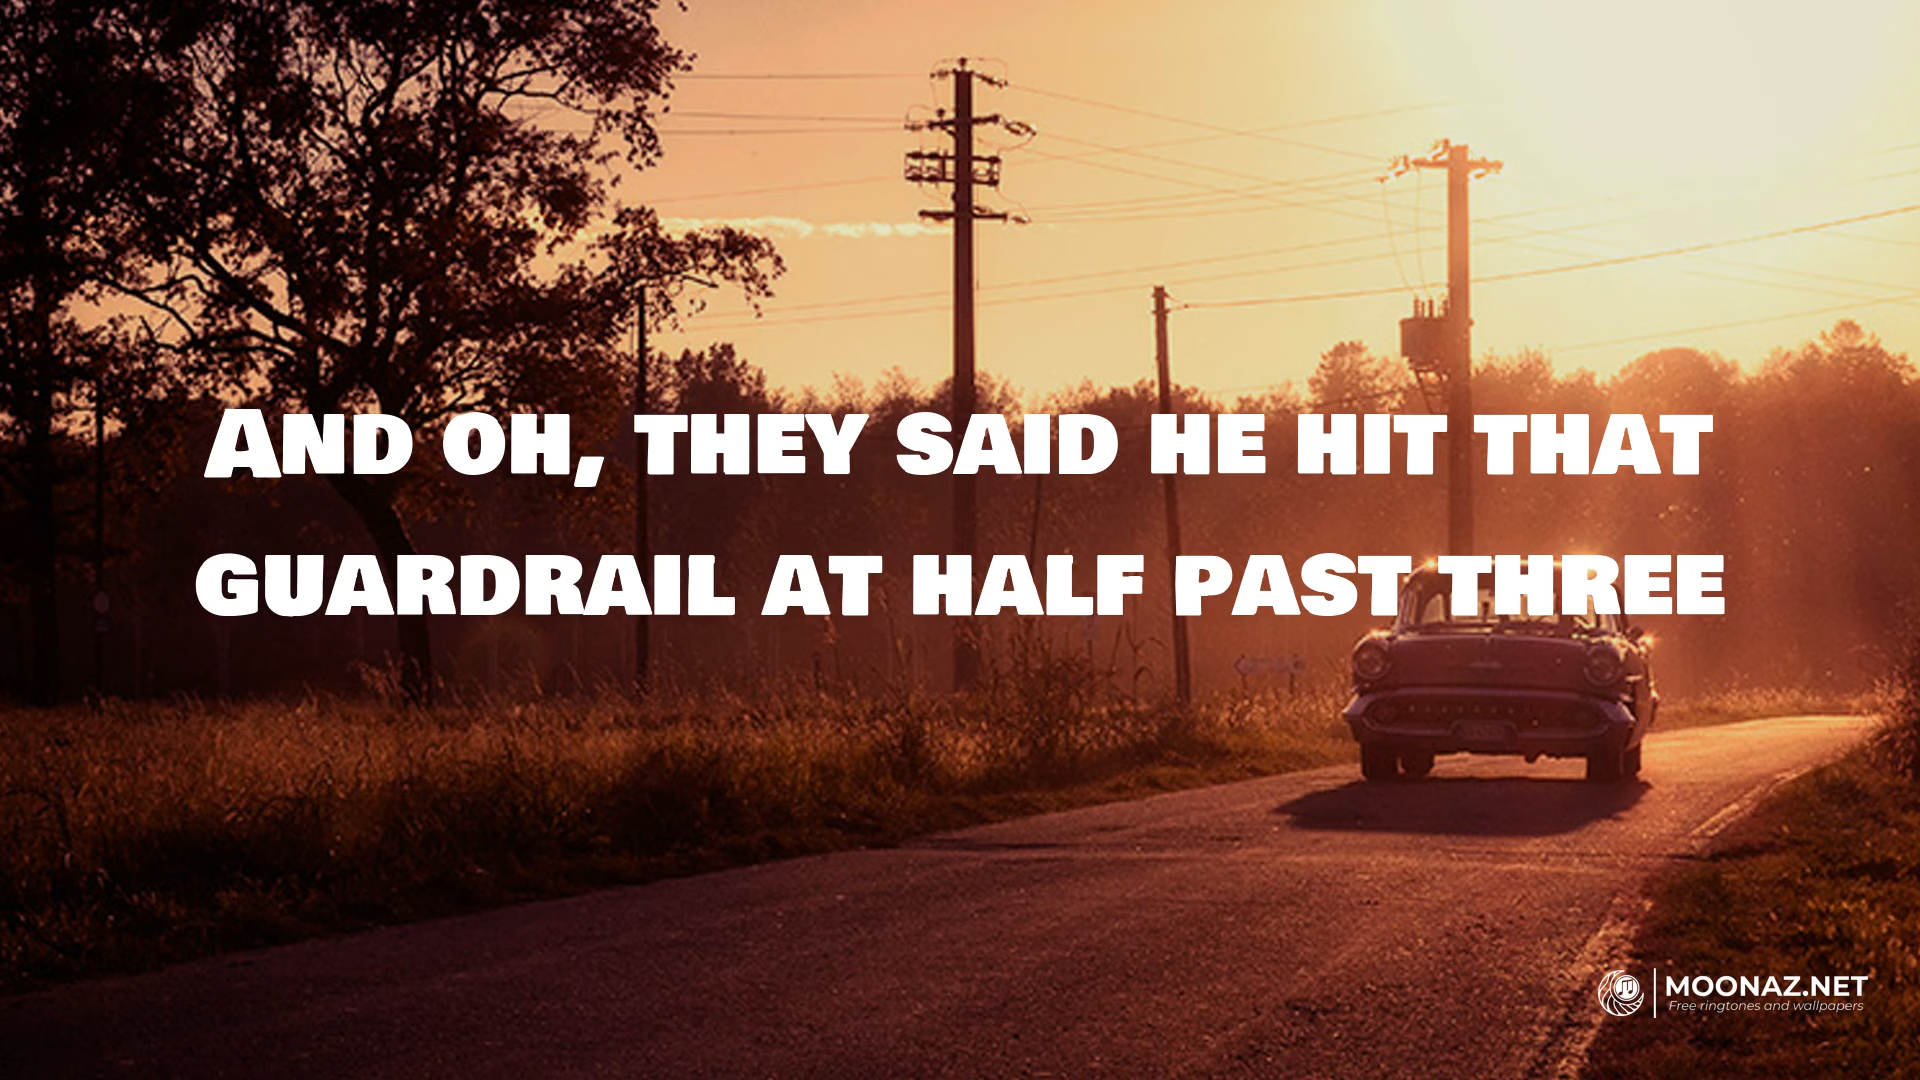 And oh, they said he hit that
guardrail at half past three
MOONAZ.NET
Free ringtones and wallpapers